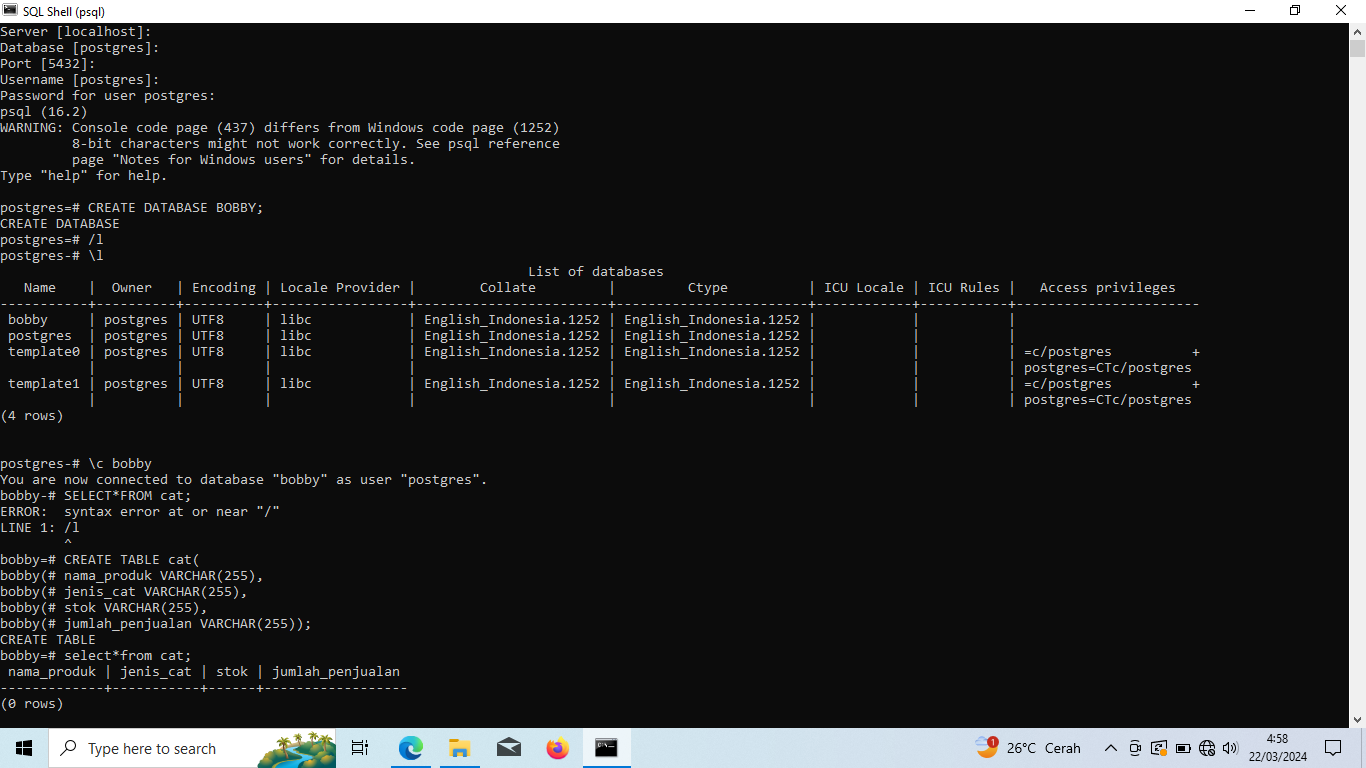 SQL Shell (psql)
Server [localhost]:
Database [postgres]:
Port [5432]:
Username [postgres]:
Password for user postgres:
psql (16.2)
WARNING: Console code page (437) differs from Windows code page (1252)
         8-bit characters might not work correctly. See psql reference
         page "Notes for Windows users" for details.
Type "help" for help.
postgres=# CREATE DATABASE BOBBY;
CREATE DATABASE
postgres=# /l
postgres-# \l
                                                                  List of databases
   Name    |  Owner   | Encoding | Locale Provider |        Collate         |         Ctype          | ICU Locale | ICU Rules |   Access privileges
-----------+----------+----------+-----------------+------------------------+------------------------+------------+-----------+-----------------------
 bobby     | postgres | UTF8     | libc            | English_Indonesia.1252 | English_Indonesia.1252 |            |           |
 postgres  | postgres | UTF8     | libc            | English_Indonesia.1252 | English_Indonesia.1252 |            |           |
 template0 | postgres | UTF8     | libc            | English_Indonesia.1252 | English_Indonesia.1252 |            |           | =c/postgres          +
           |          |          |                 |                        |                        |            |           | postgres=CTc/postgres
 template1 | postgres | UTF8     | libc            | English_Indonesia.1252 | English_Indonesia.1252 |            |           | =c/postgres          +
           |          |          |                 |                        |                        |            |           | postgres=CTc/postgres
(4 rows)
postgres-# \c bobby
You are now connected to database "bobby" as user "postgres".
bobby-# SELECT*FROM cat;
ERROR:  syntax error at or near "/"
LINE 1: /l
        ^
bobby=# CREATE TABLE cat(
bobby(# nama_produk VARCHAR(255),
bobby(# jenis_cat VARCHAR(255),
bobby(# stok VARCHAR(255),
bobby(# jumlah_penjualan VARCHAR(255));
CREATE TABLE
bobby=# select*from cat;
 nama_produk | jenis_cat | stok | jumlah_penjualan
-------------+-----------+------+------------------
(0 rows)
Type here to search
1
26°C Cerah
4:58
22/03/2024